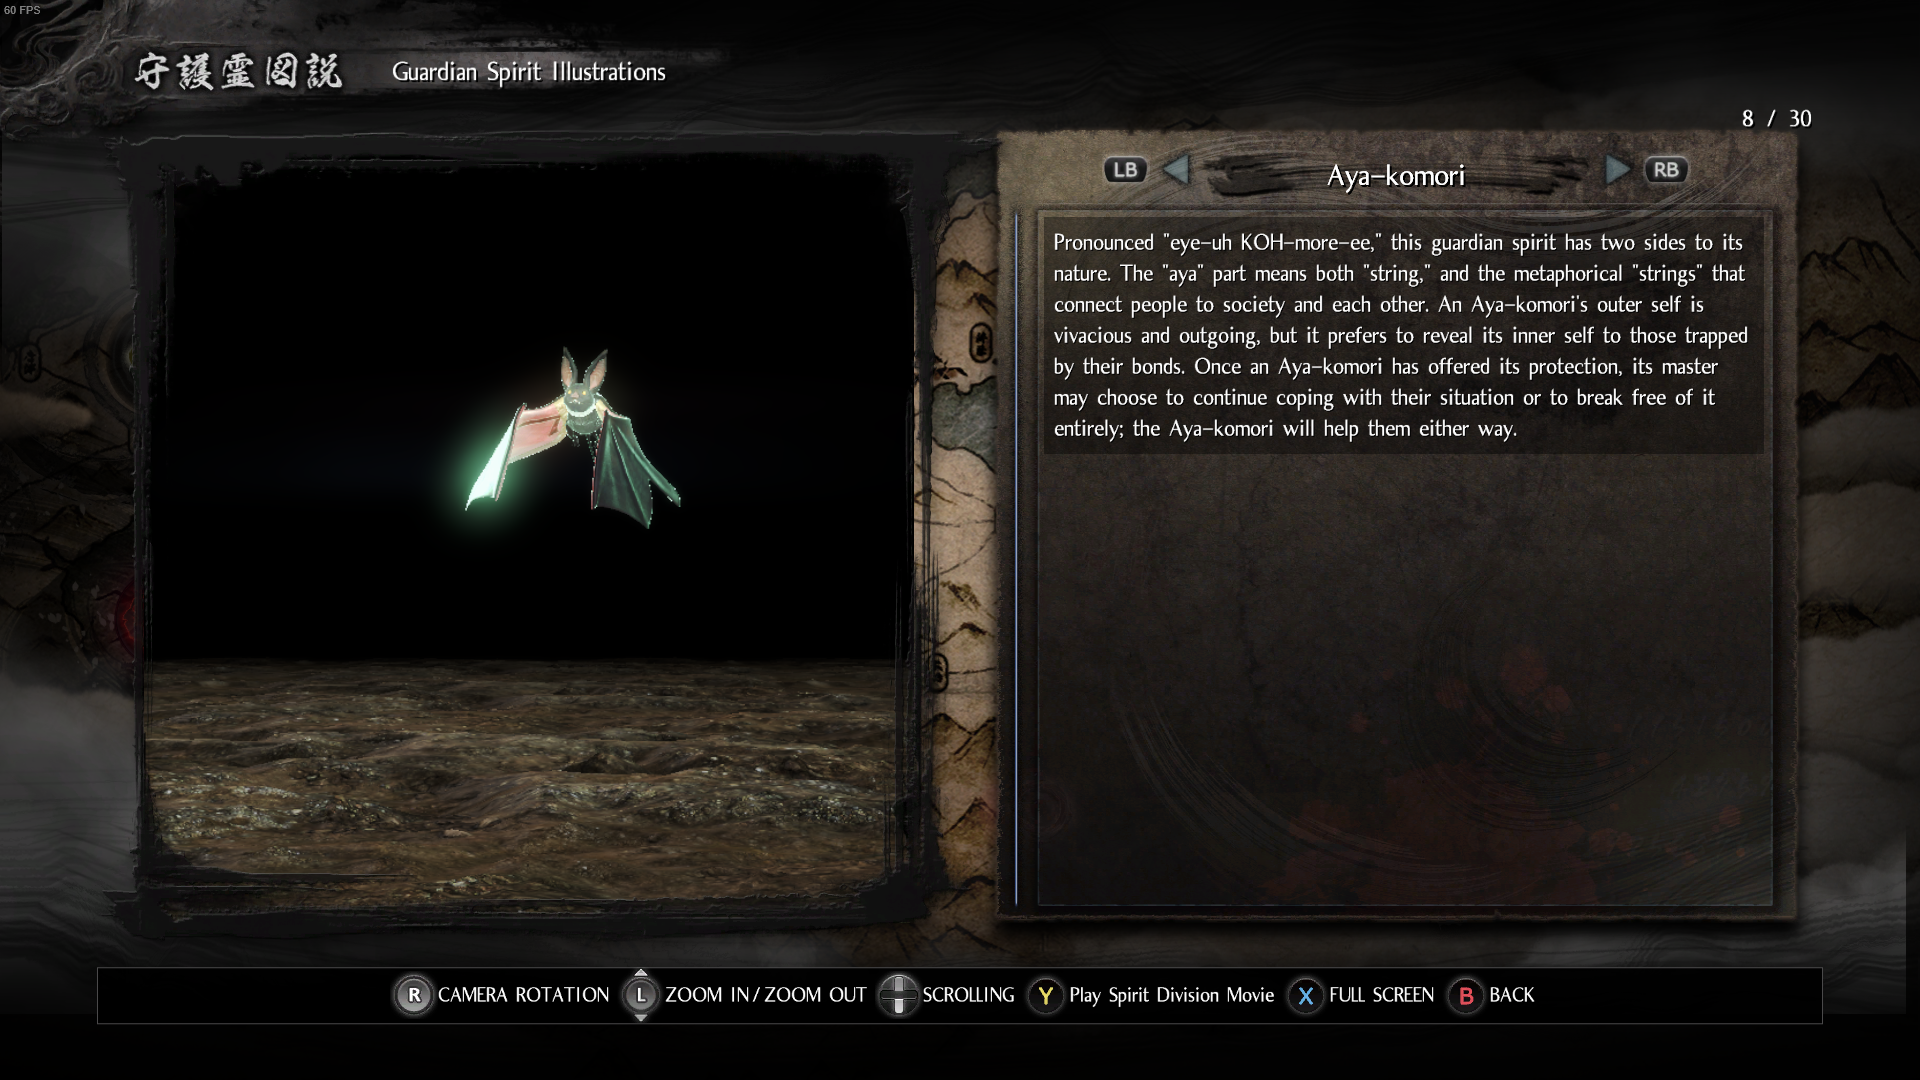 60 FPS
守護霊図説 Guardian Spirit Illustrations
8 / 30
LB Aya-komori RB
Pronounced "eye-uh KOH-more-ee," this guardian spirit has two sides to its
nature. The "aya" part means both "string," and the metaphorical "strings" that
connect people to society and each other. An Aya-komori's outer self is
vivacious and outgoing, but it prefers to reveal its inner self to those trapped
by their bonds. Once an Aya-komori has offered its protection, its master
may choose to continue coping with their situation or to break free of it
entirely; the Aya-komori will help them either way.
R CAMERA ROTATION L ZOOM IN/ZOOM OUT SCROLLING Y Play Spirit Division Movie X FULL SCREEN B BACK